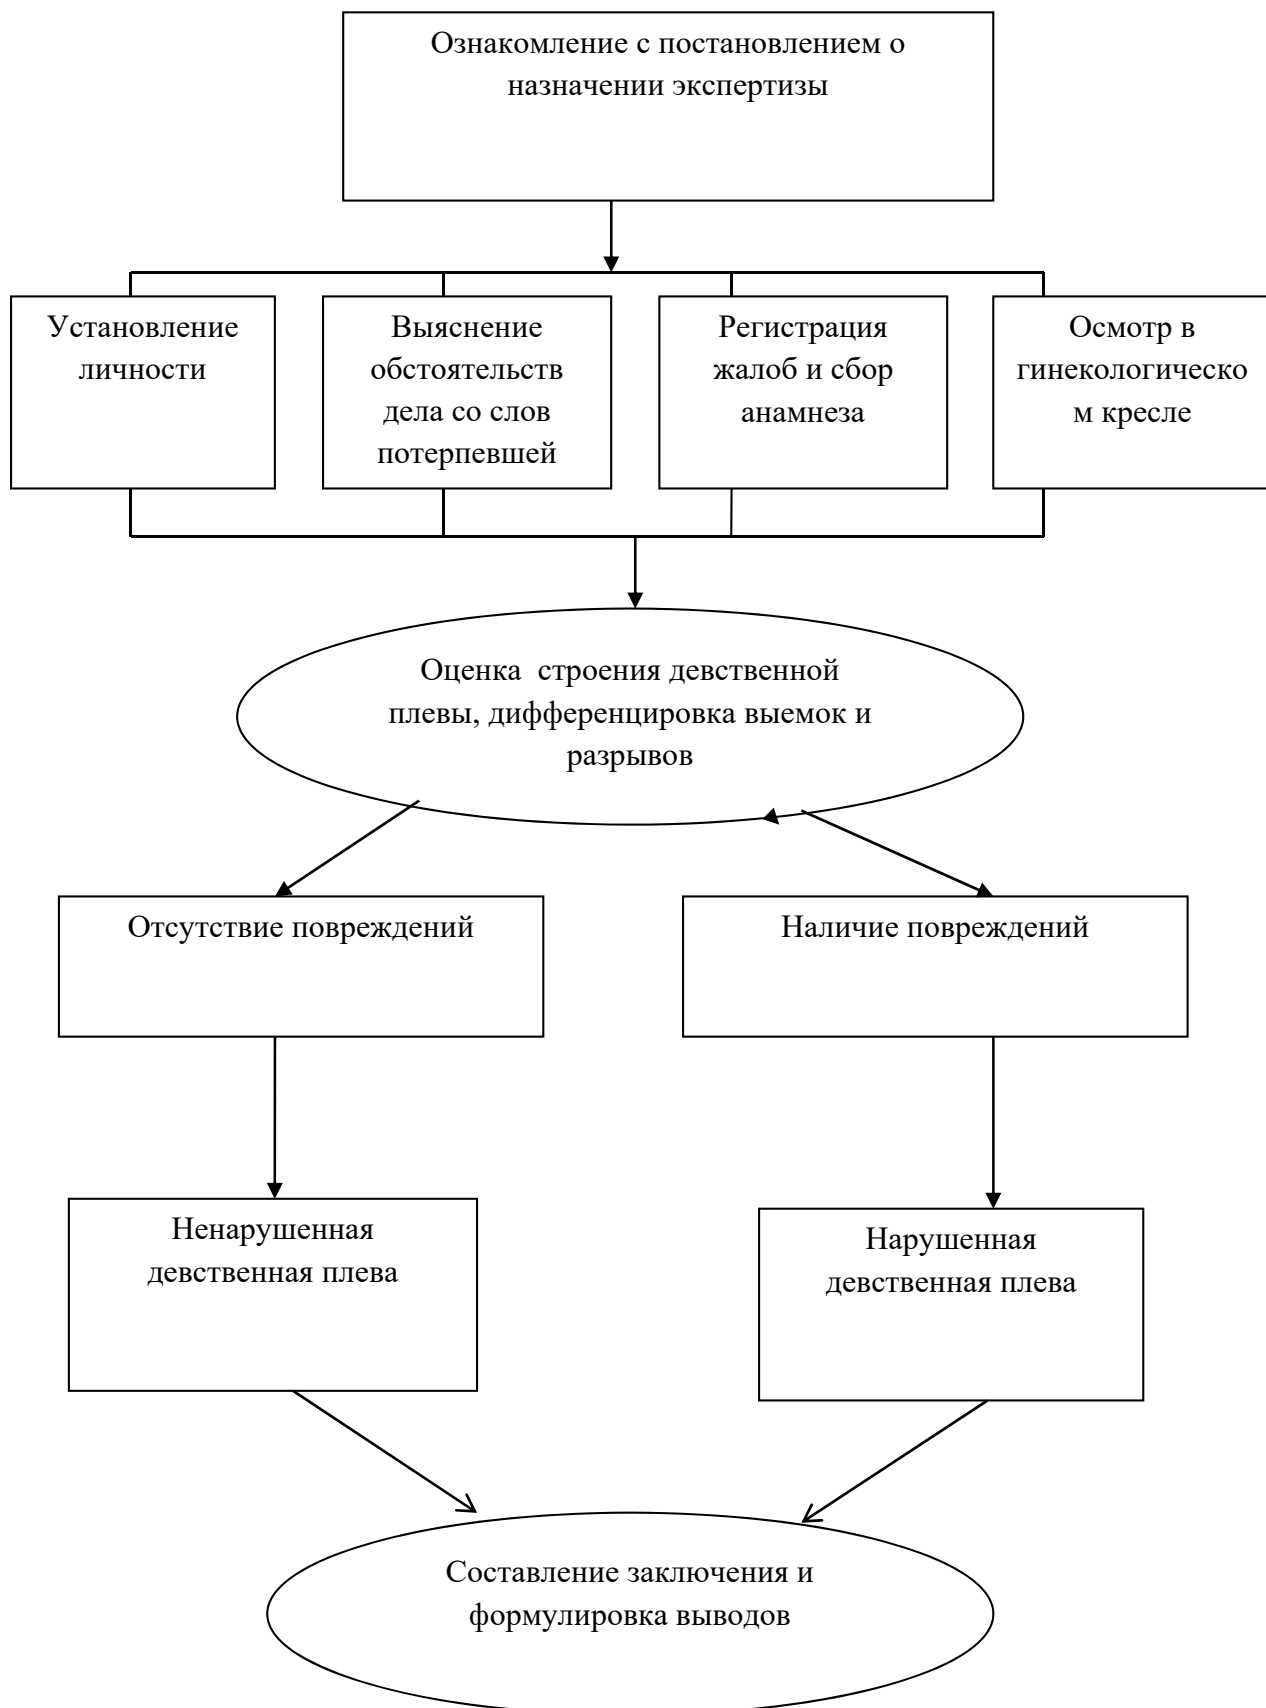 Ознакомление с постановлением о
назначении экспертизы
Установление
личности
Выяснение
обстоятельств
дела со слов
потерпевшей
Регистрация
жалоб и сбор
анамнеза
Осмотр в
гинекологическо
м кресле
Оценка  строения девственной
плевы, дифференцировка выемок и
разрывов
Отсутствие повреждений
Наличие повреждений
Ненарушенная
девственная плева
Нарушенная
девственная плева
Составление заключения и
формулировка выводов